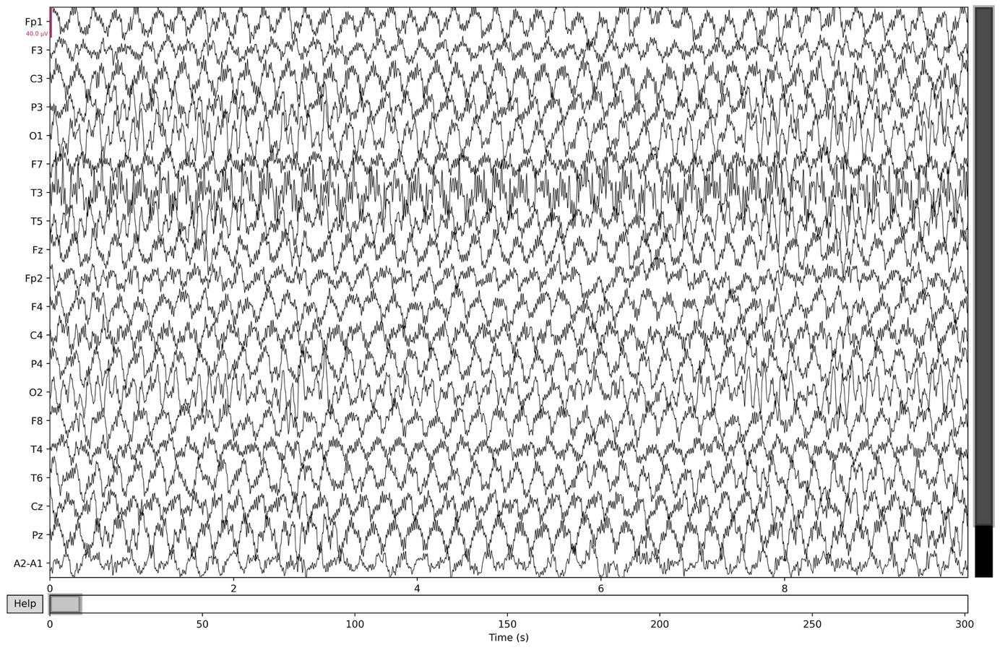 Fp1
40.0 µV
F3
C3
P3
O1
F7
T3
T5
Fz
Fp2
F4
C4
P4
O2
F8
T4
T6
Cz
Pz
A2-A1
0 2 4 6 8
Help
0 50 100 150 200 250 300
Time (s)